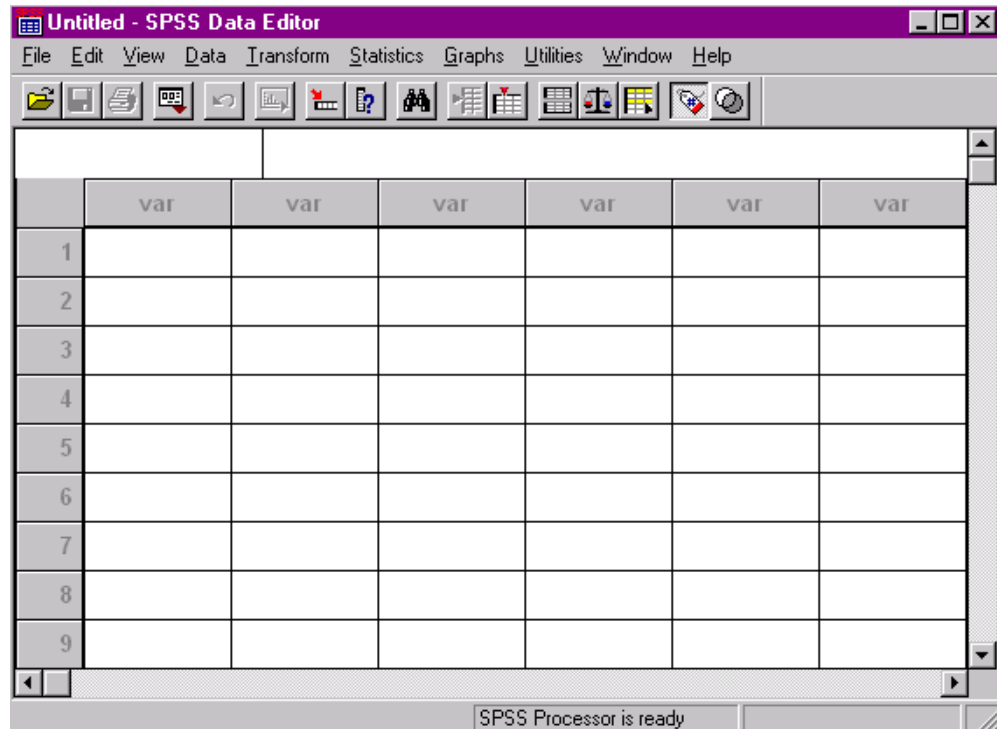 Untitled - SPSS Data Editor
File Edit View Data Transform Statistics Graphs Utilities Window Help
var var var var var var
1
2
3
4
5
6
7
8
9
SPSS Processor is ready